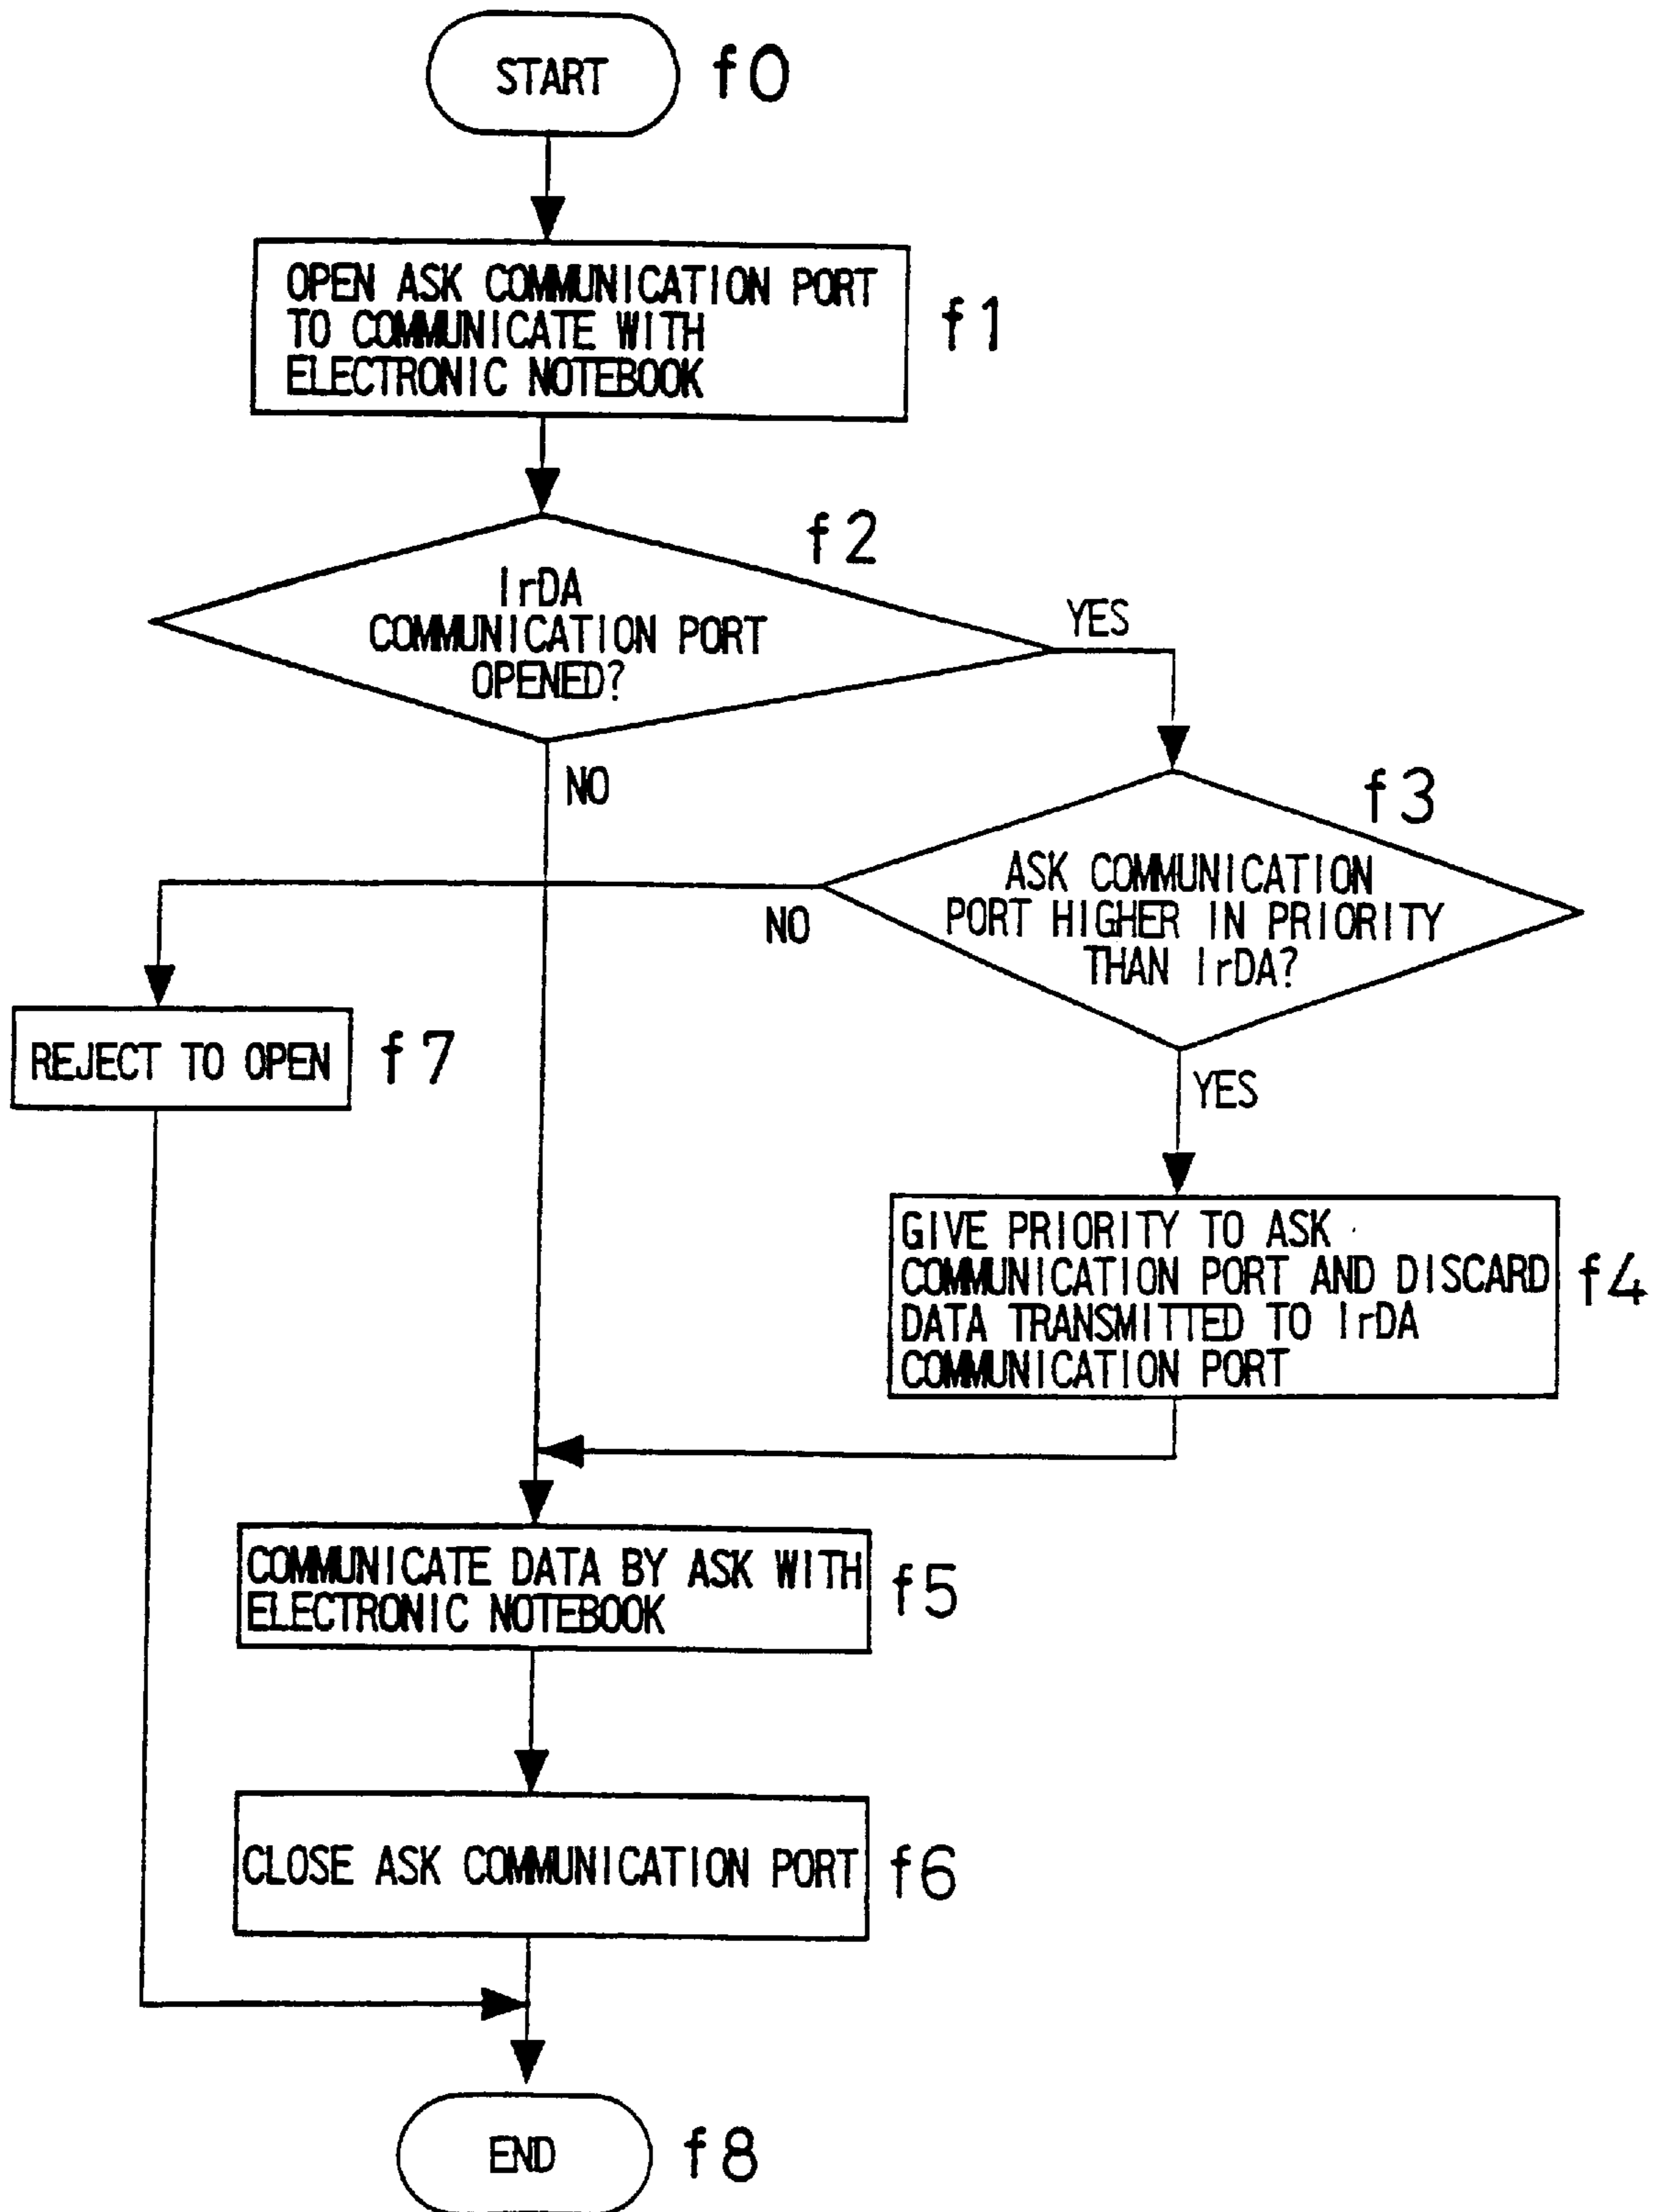 START
f0
OPEN ASK COMMUNICATION PORT
TO COMMUNICATE WITH
ELECTRONIC NOTEBOOK
f1
f2
IrDA
COMMUNICATION PORT
OPENED?
YES
NO
f3
ASK COMMUNICATION
PORT HIGHER IN PRIORITY
THAN IrDA?
NO
YES
REJECT TO OPEN
f7
GIVE PRIORITY TO ASK
COMMUNICATION PORT AND DISCARD
DATA TRANSMITTED TO IrDA
COMMUNICATION PORT
f4
COMMUNICATE DATA BY ASK WITH
ELECTRONIC NOTEBOOK
f5
CLOSE ASK COMMUNICATION PORT
f6
END
f8